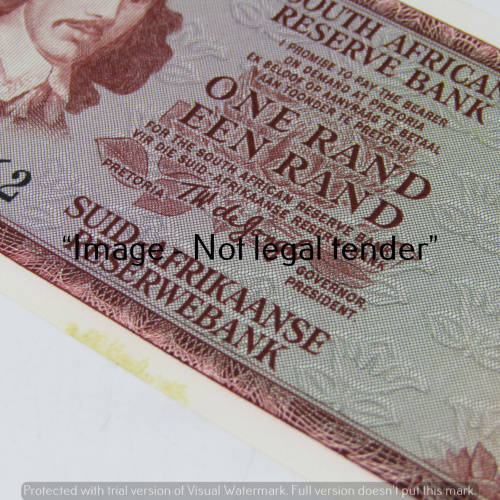 SOUTH AFRICAN
RESERVE BANK
I PROMISE TO PAY THE BEARER
ON DEMAND AT PRETORIA
EK BELOOF OP AANVRAAG TE BETAAL
AAN TOONDER TE PRETORIA
ONE RAND
EEN RAND
FOR THE SOUTH AFRICAN RESERVE
VIR DIE SUID-AFRIKAANSE RESERWEBANK
PRETORIA
GOVERNOR
PRESIDENT
SUID-AFRIKAANSE
RESERWEBANK
2
“Image - Not legal tender”
Protected with trial version of Visual Watermark. Full version doesn't put this mark.